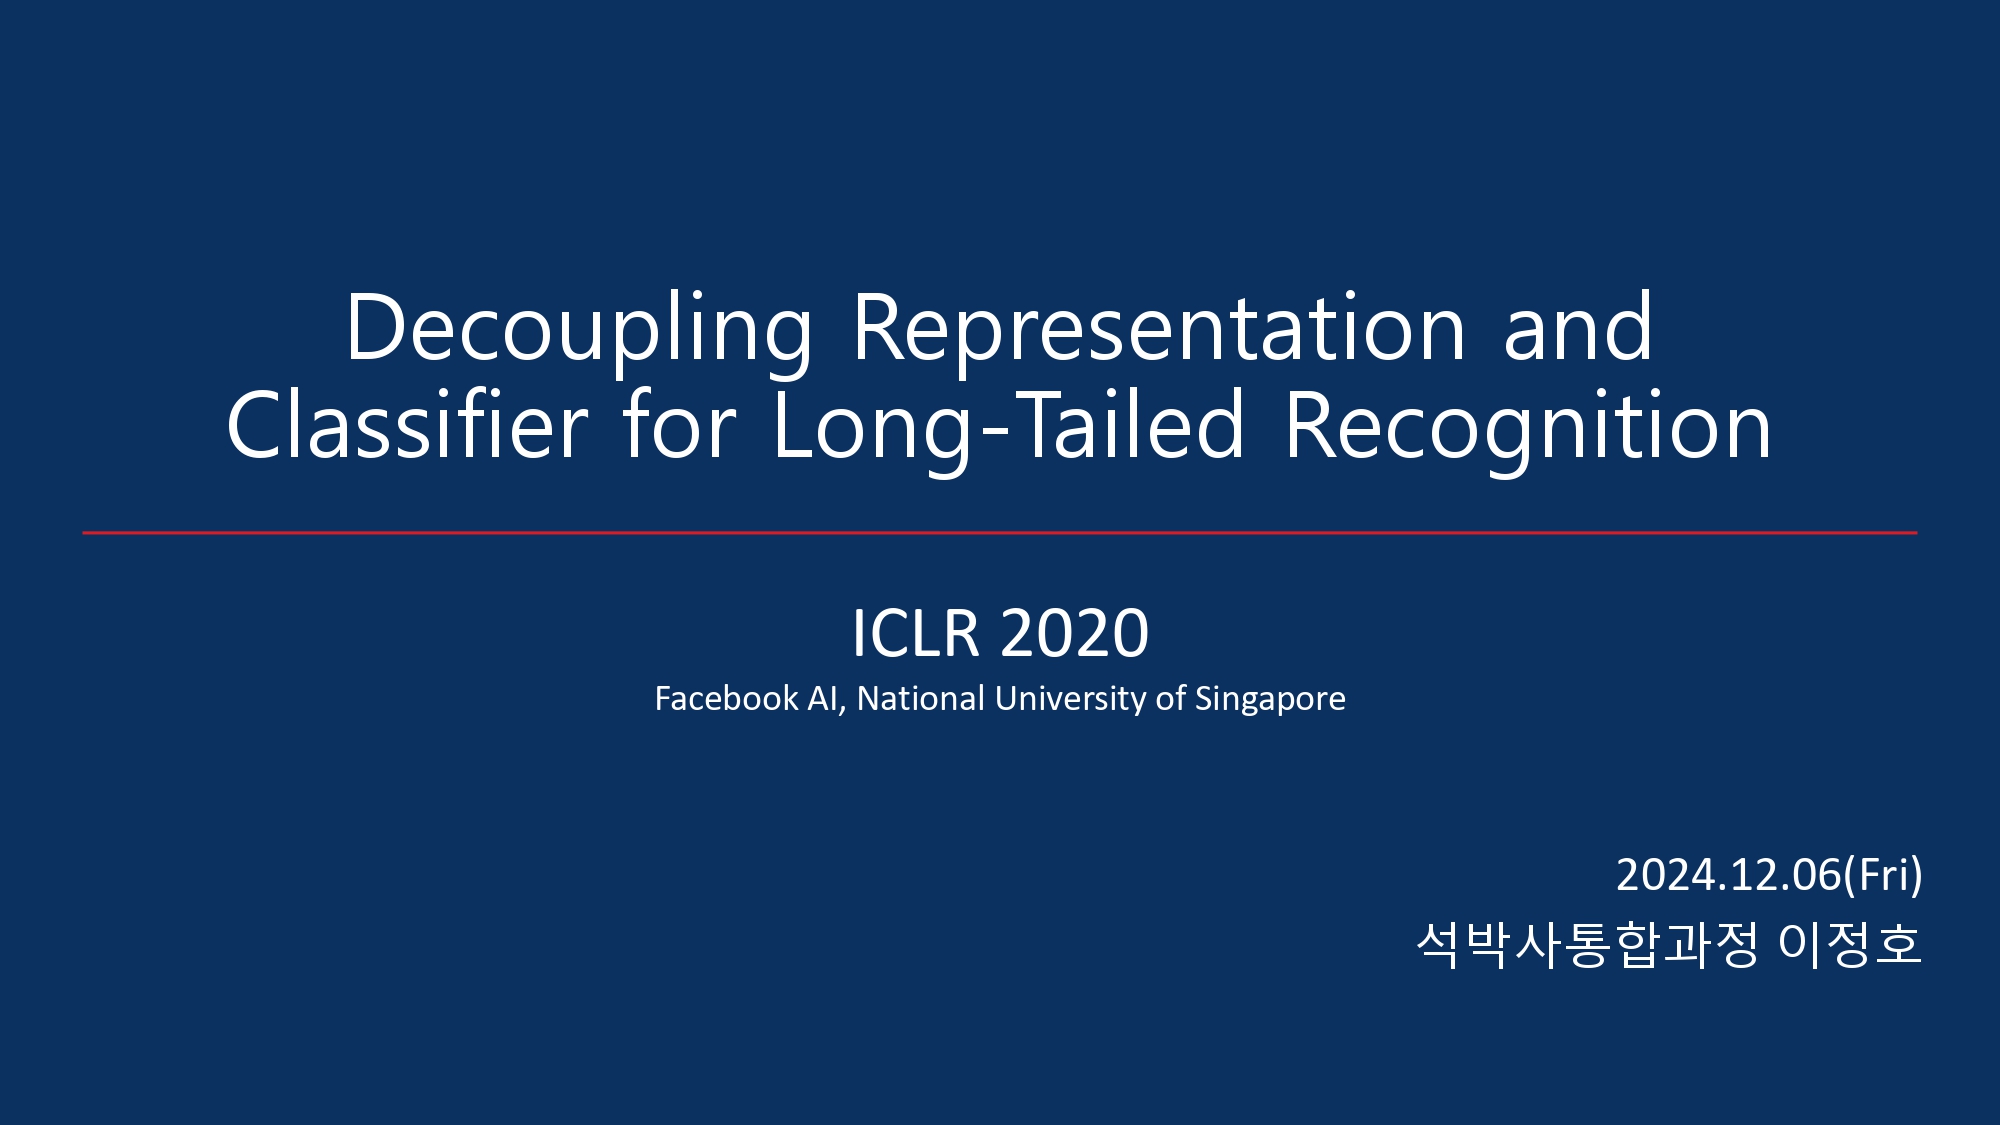 Decoupling Representation and
Classifier for Long-Tailed Recognition
ICLR 2020
Facebook AI, National University of Singapore
2024.12.06(Fri)
석박사통합과정 이정호